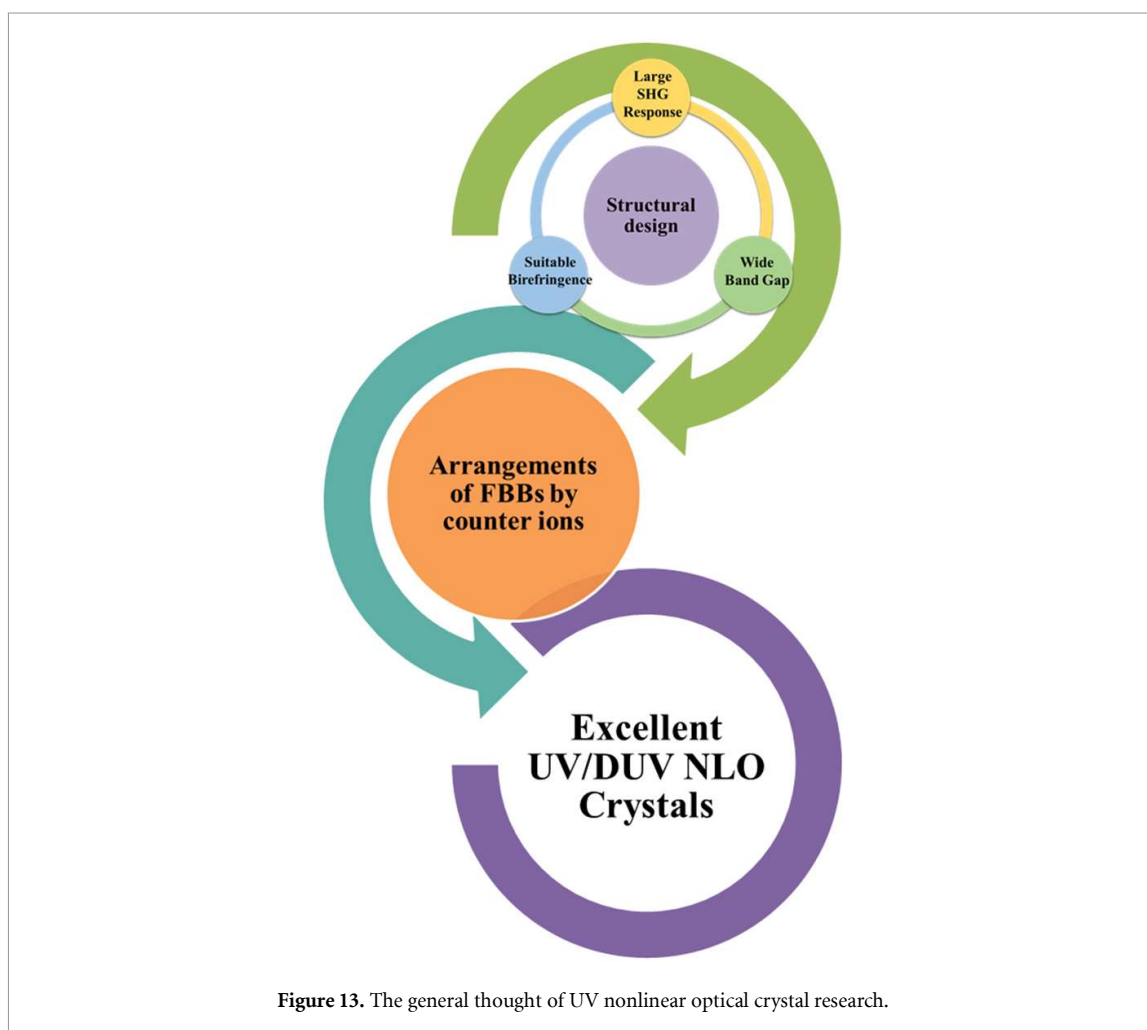 Large
SHG
Response
Structural
design
Suitable
Birefringence
Wide
Band Gap
Arrangements
of FBBs by
counter ions
Excellent
UV/DUV NLO
Crystals
Figure 13. The general thought of UV nonlinear optical crystal research.